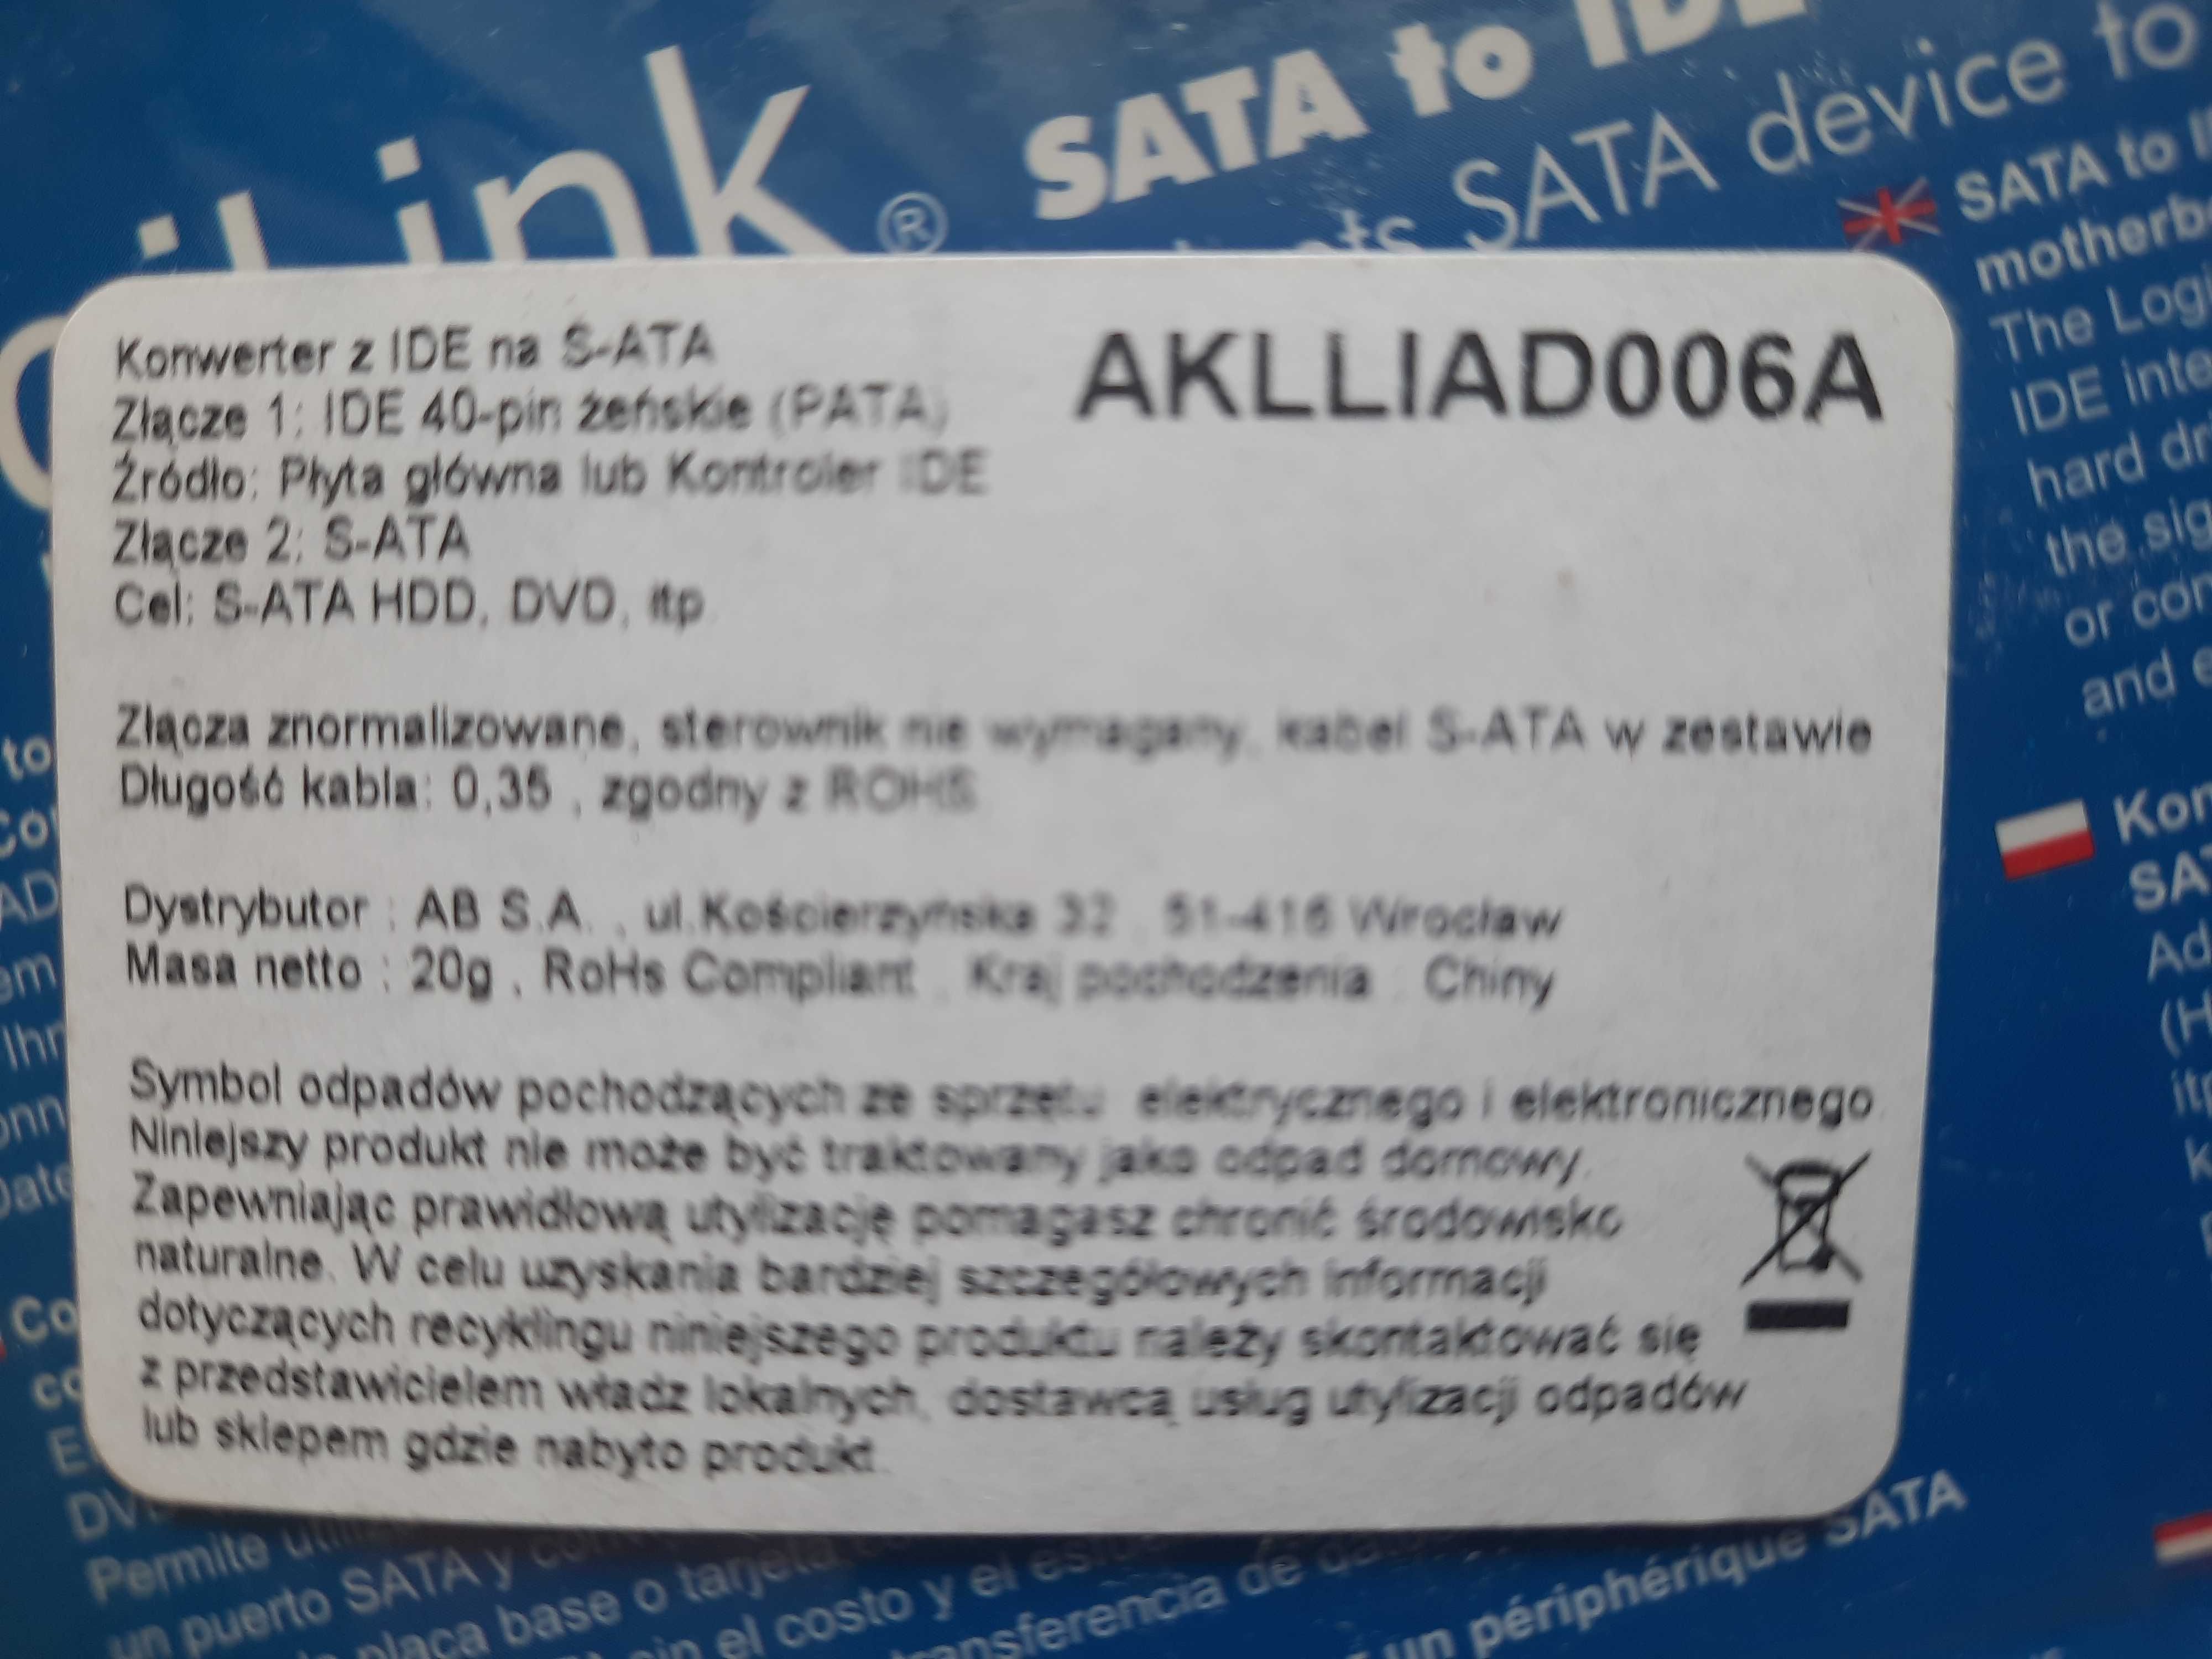 Link ® SATA to IDE
SATA device to
SATA to
motherb
The Logi
IDE inte
hard dr
the sig
or con
and e
Konwerter z IDE na S-ATA
AKLLIAD006A
Złącze 1: IDE 40-pin żeńskie (PATA)
Źródło: Płyta główna lub Kontroler IDE
Złącze 2: S-ATA
Cel: S-ATA HDD, DVD, itp.
Złącza znormalizowane, sterownik nie wymagany, kabel S-ATA w zestawie
Długość kabla: 0,35 , zgodny z ROHS
Dystrybutor : AB S.A. , ul.Kościerzyńska 32 , 51-416 Wrocław
Masa netto : 20g , RoHs Compliant , Kraj pochodzenia : Chiny
Symbol odpadów pochodzących ze sprzętu elektrycznego i elektronicznego.
Niniejszy produkt nie może być traktowany jako odpad domowy.
Zapewniając prawidłową utylizację pomagasz chronić środowisko
naturalne. W celu uzyskania bardziej szczegółowych informacji
dotyczących recyklingu niniejszego produktu należy skontaktować się
z przedstawicielem władz lokalnych, dostawcą usług utylizacji odpadów
lub sklepem gdzie nabyto produkt.
Kon
SA
Ad
(H
to
Co
Permite
un puerto SATA y
placa base o tarjeta
sin el costo y el
un périphérique SATA